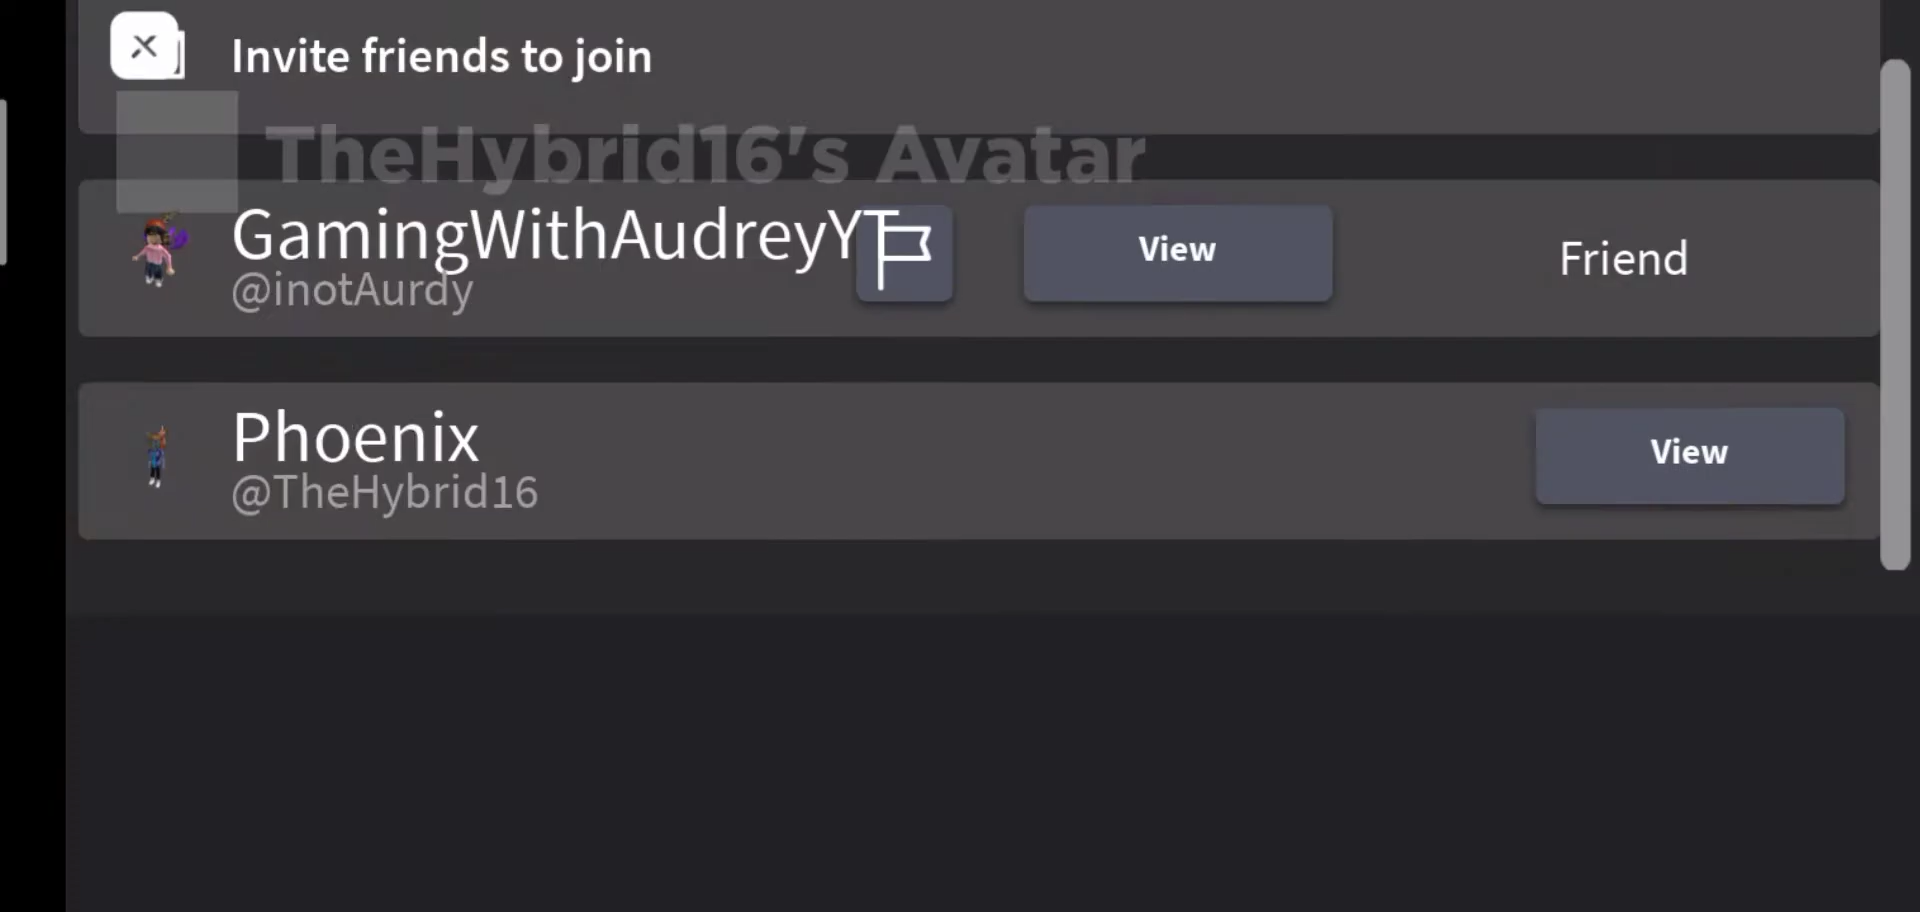 Invite friends to join
TheHybrid16's Avatar
GamingWithAudreyYT
@inotAurdy
View
Friend
Phoenix
@TheHybrid16
View